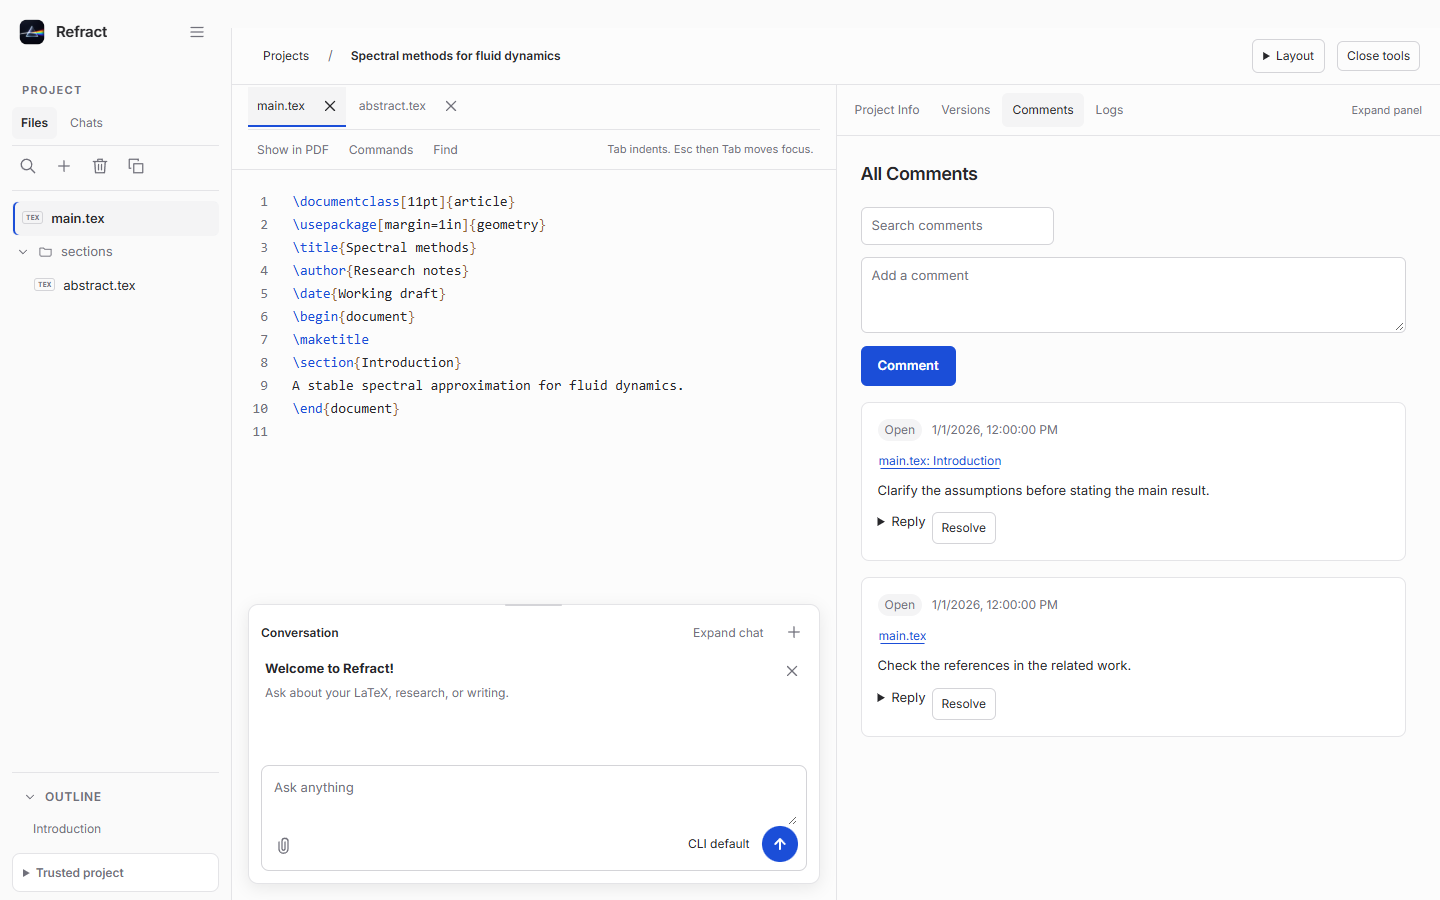 Refract
PROJECT
Files
Chats
TEX main.tex
sections
TEX abstract.tex
OUTLINE
Introduction
Trusted project
Projects / Spectral methods for fluid dynamics
Layout
Close tools
main.tex
abstract.tex
Show in PDF
Commands
Find
Tab indents. Esc then Tab moves focus.
1 \documentclass[11pt]{article}
2 \usepackage[margin=1in]{geometry}
3 \title{Spectral methods}
4 \author{Research notes}
5 \date{Working draft}
6 \begin{document}
7 \maketitle
8 \section{Introduction}
9 A stable spectral approximation for fluid dynamics.
10 \end{document}
11
Conversation
Expand chat
Welcome to Refract!
Ask about your LaTeX, research, or writing.
Ask anything
CLI default
Project Info
Versions
Comments
Logs
Expand panel
All Comments
Search comments
Add a comment
Comment
Open 1/1/2026, 12:00:00 PM
main.tex: Introduction
Clarify the assumptions before stating the main result.
Reply
Resolve
Open 1/1/2026, 12:00:00 PM
main.tex
Check the references in the related work.
Reply
Resolve